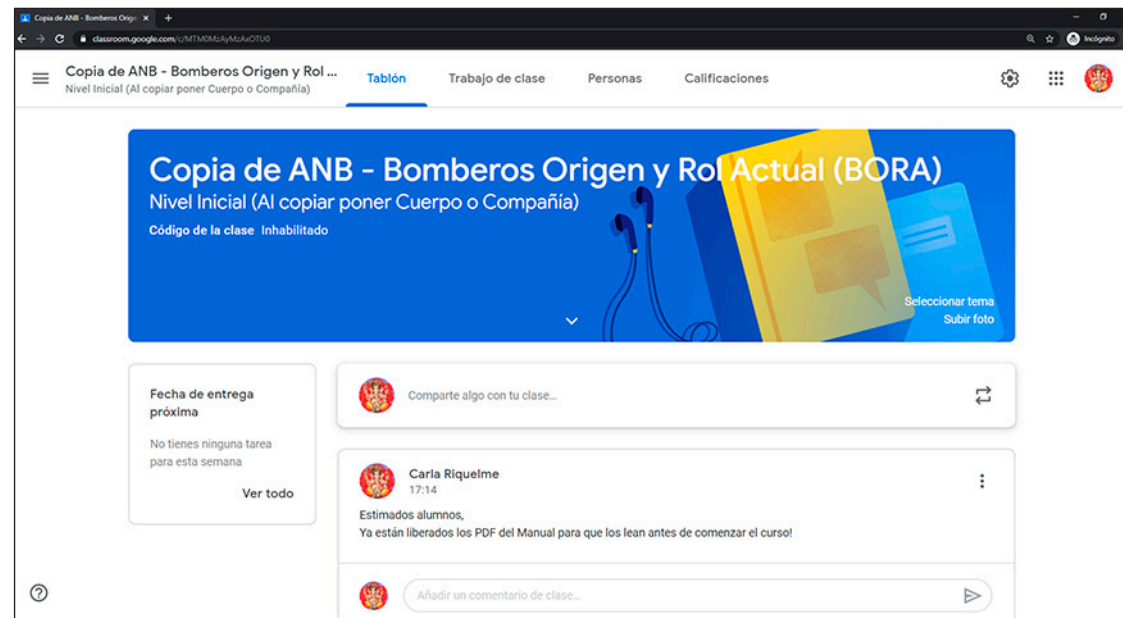 Copia de ANB - Bomberos Orige
classroom.google.com/c/MTM0MzAyMzAxOTU0
Incógnito
Copia de ANB - Bomberos Origen y Rol ...
Nivel Inicial (Al copiar poner Cuerpo o Compañía)
Tablón
Trabajo de clase
Personas
Calificaciones
Copia de ANB - Bomberos Origen y Rol Actual (BORA)
Nivel Inicial (Al copiar poner Cuerpo o Compañía)
Código de la clase Inhabilitado
Seleccionar tema
Subir foto
Fecha de entrega
próxima
No tienes ninguna tarea
para esta semana
Ver todo
Comparte algo con tu clase...
Carla Riquelme
17:14
Estimados alumnos,
Ya están liberados los PDF del Manual para que los lean antes de comenzar el curso!
Añadir un comentario de clase...